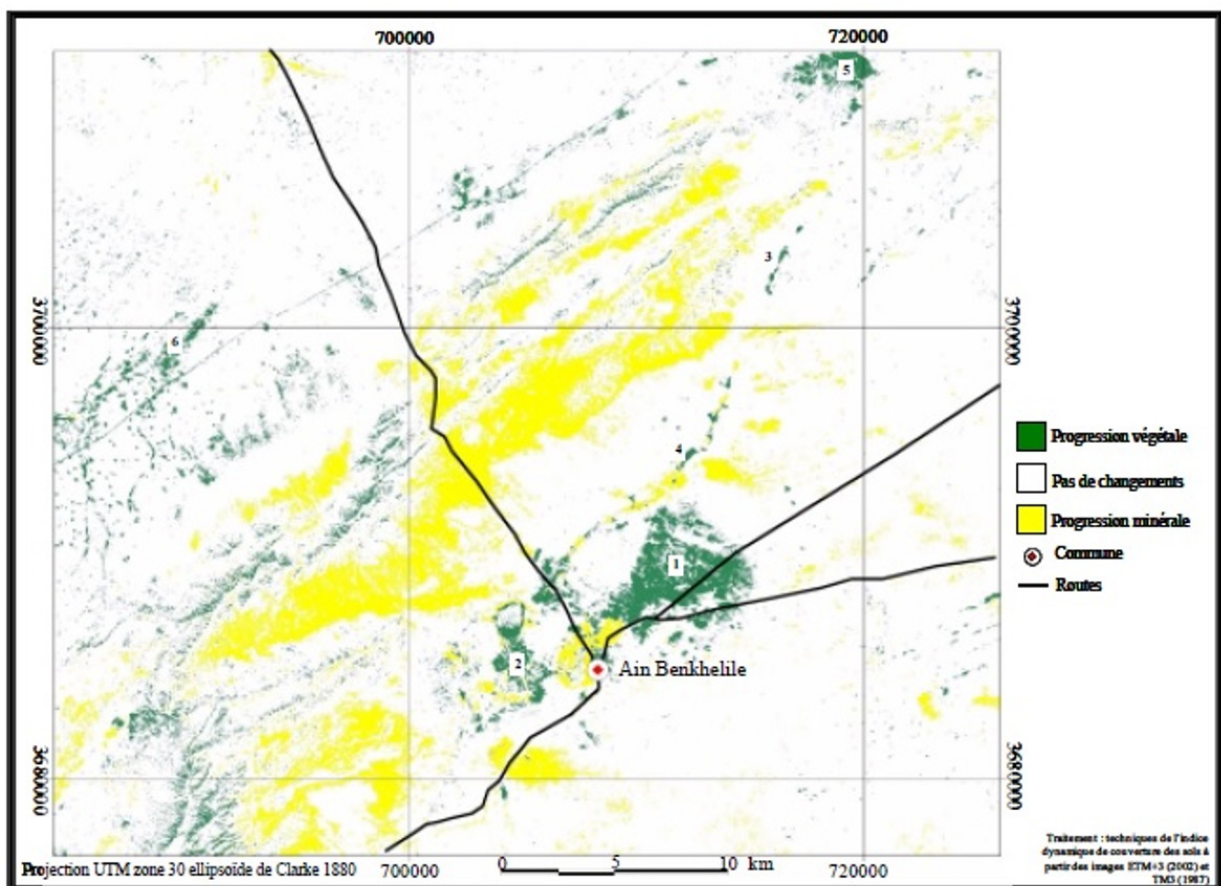 700000
720000
5
3
3700000
3700000
6
4
Progression végétale
Pas de changements
Progression minérale
Commune
Routes
1
2
Ain Benkhelile
3680000
3680000
Projection UTM zone 30 ellipsoïde de Clarke 1880
700000
0
5
10 km
720000
Traitement : techniques de l'indice
dynamique de couverture des sols à
partir des images ETM+3 (2002) et
TM3 (1987)